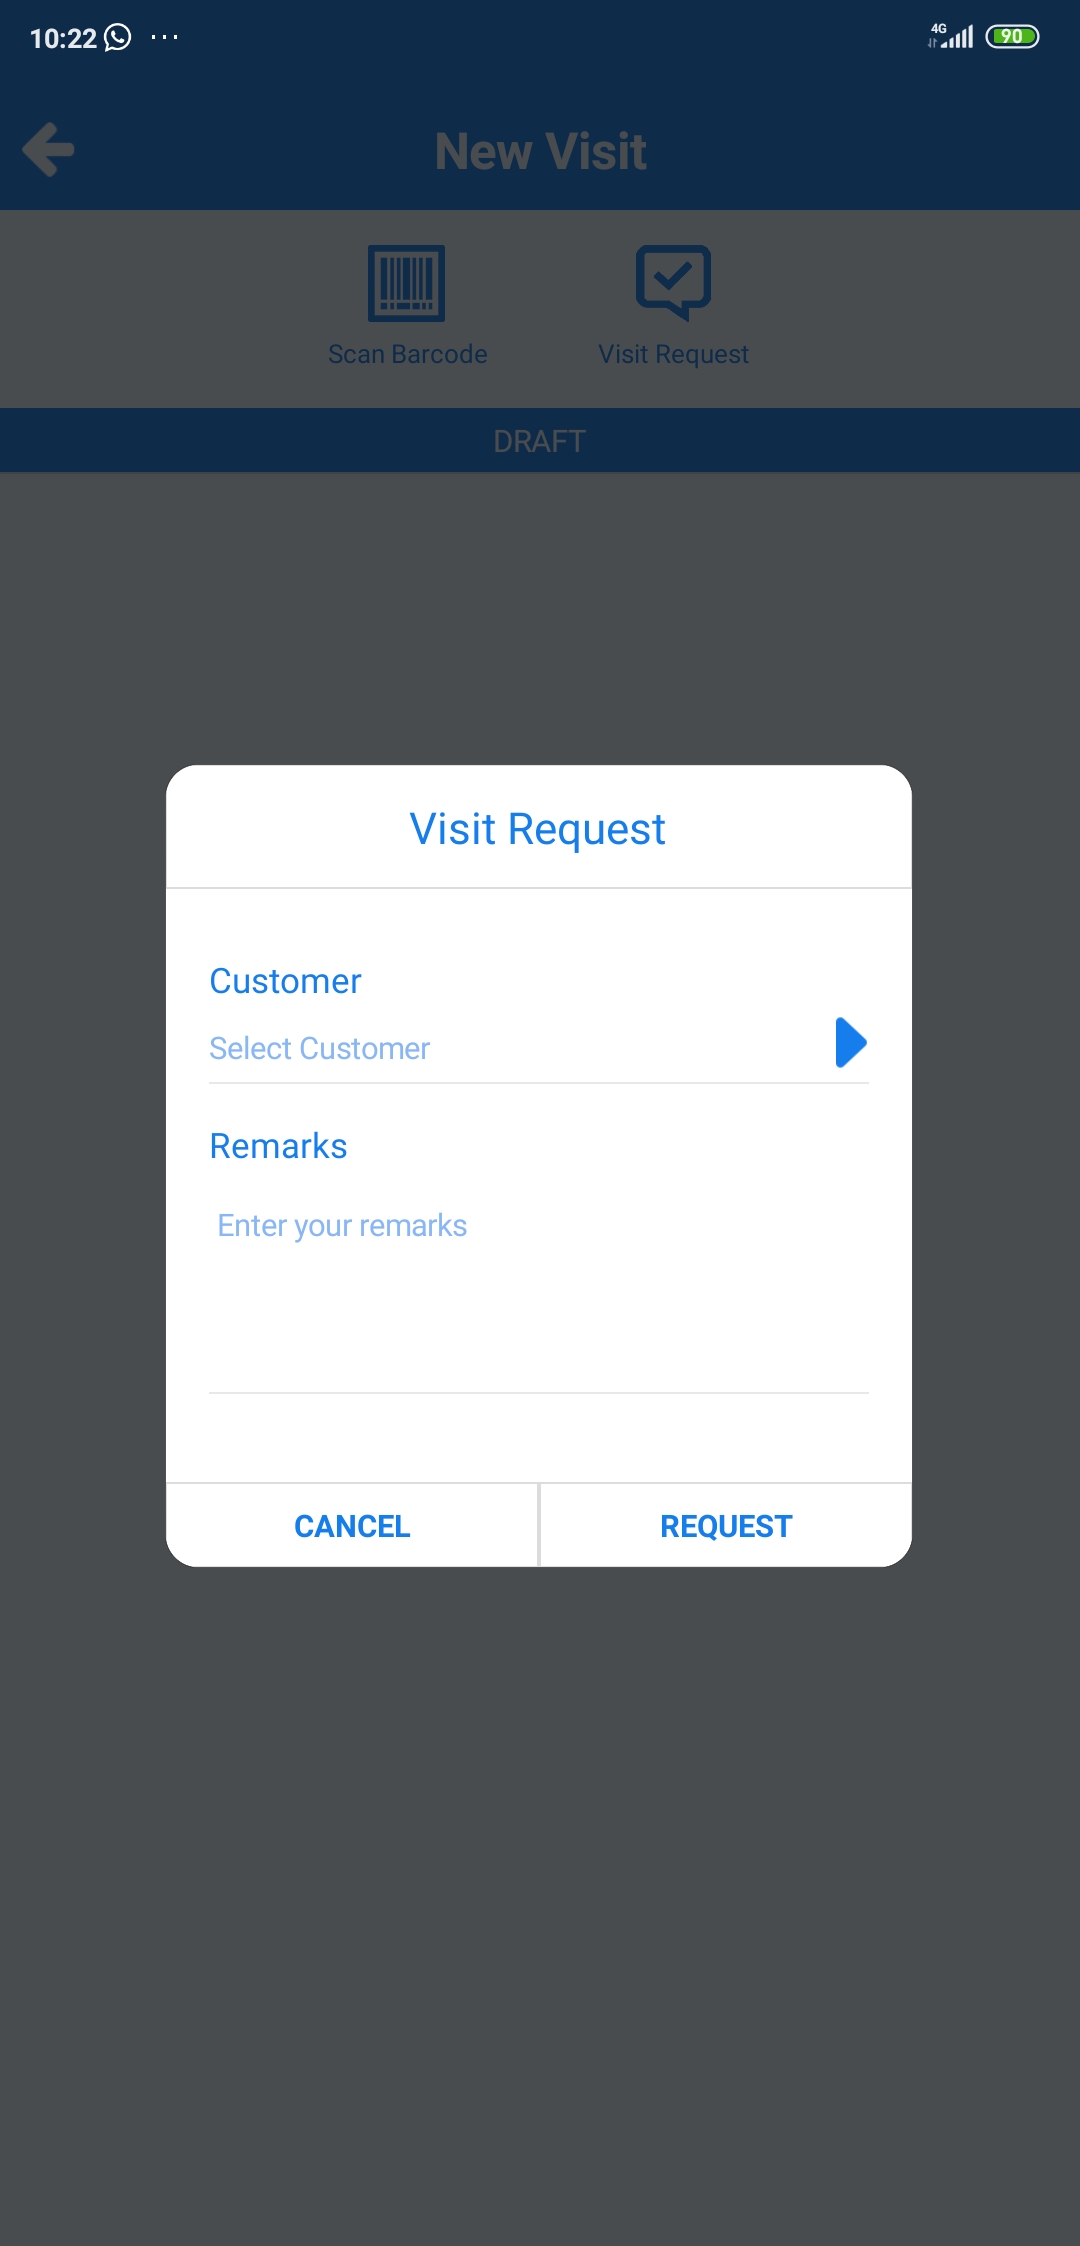 10:22 ... 4G 90
New Visit
Scan Barcode Visit Request
DRAFT
Visit Request
Customer
Select Customer
Remarks
Enter your remarks
CANCEL REQUEST